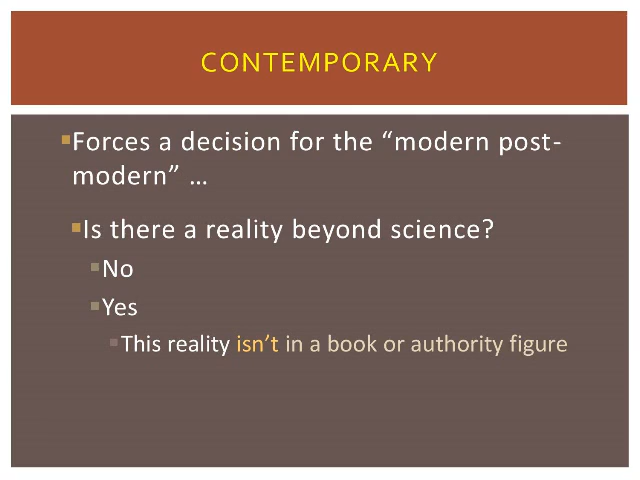 CONTEMPORARY
▪Forces a decision for the “modern post-
modern” …
▪Is there a reality beyond science?
▪No
▪Yes
▪This reality isn’t in a book or authority figure